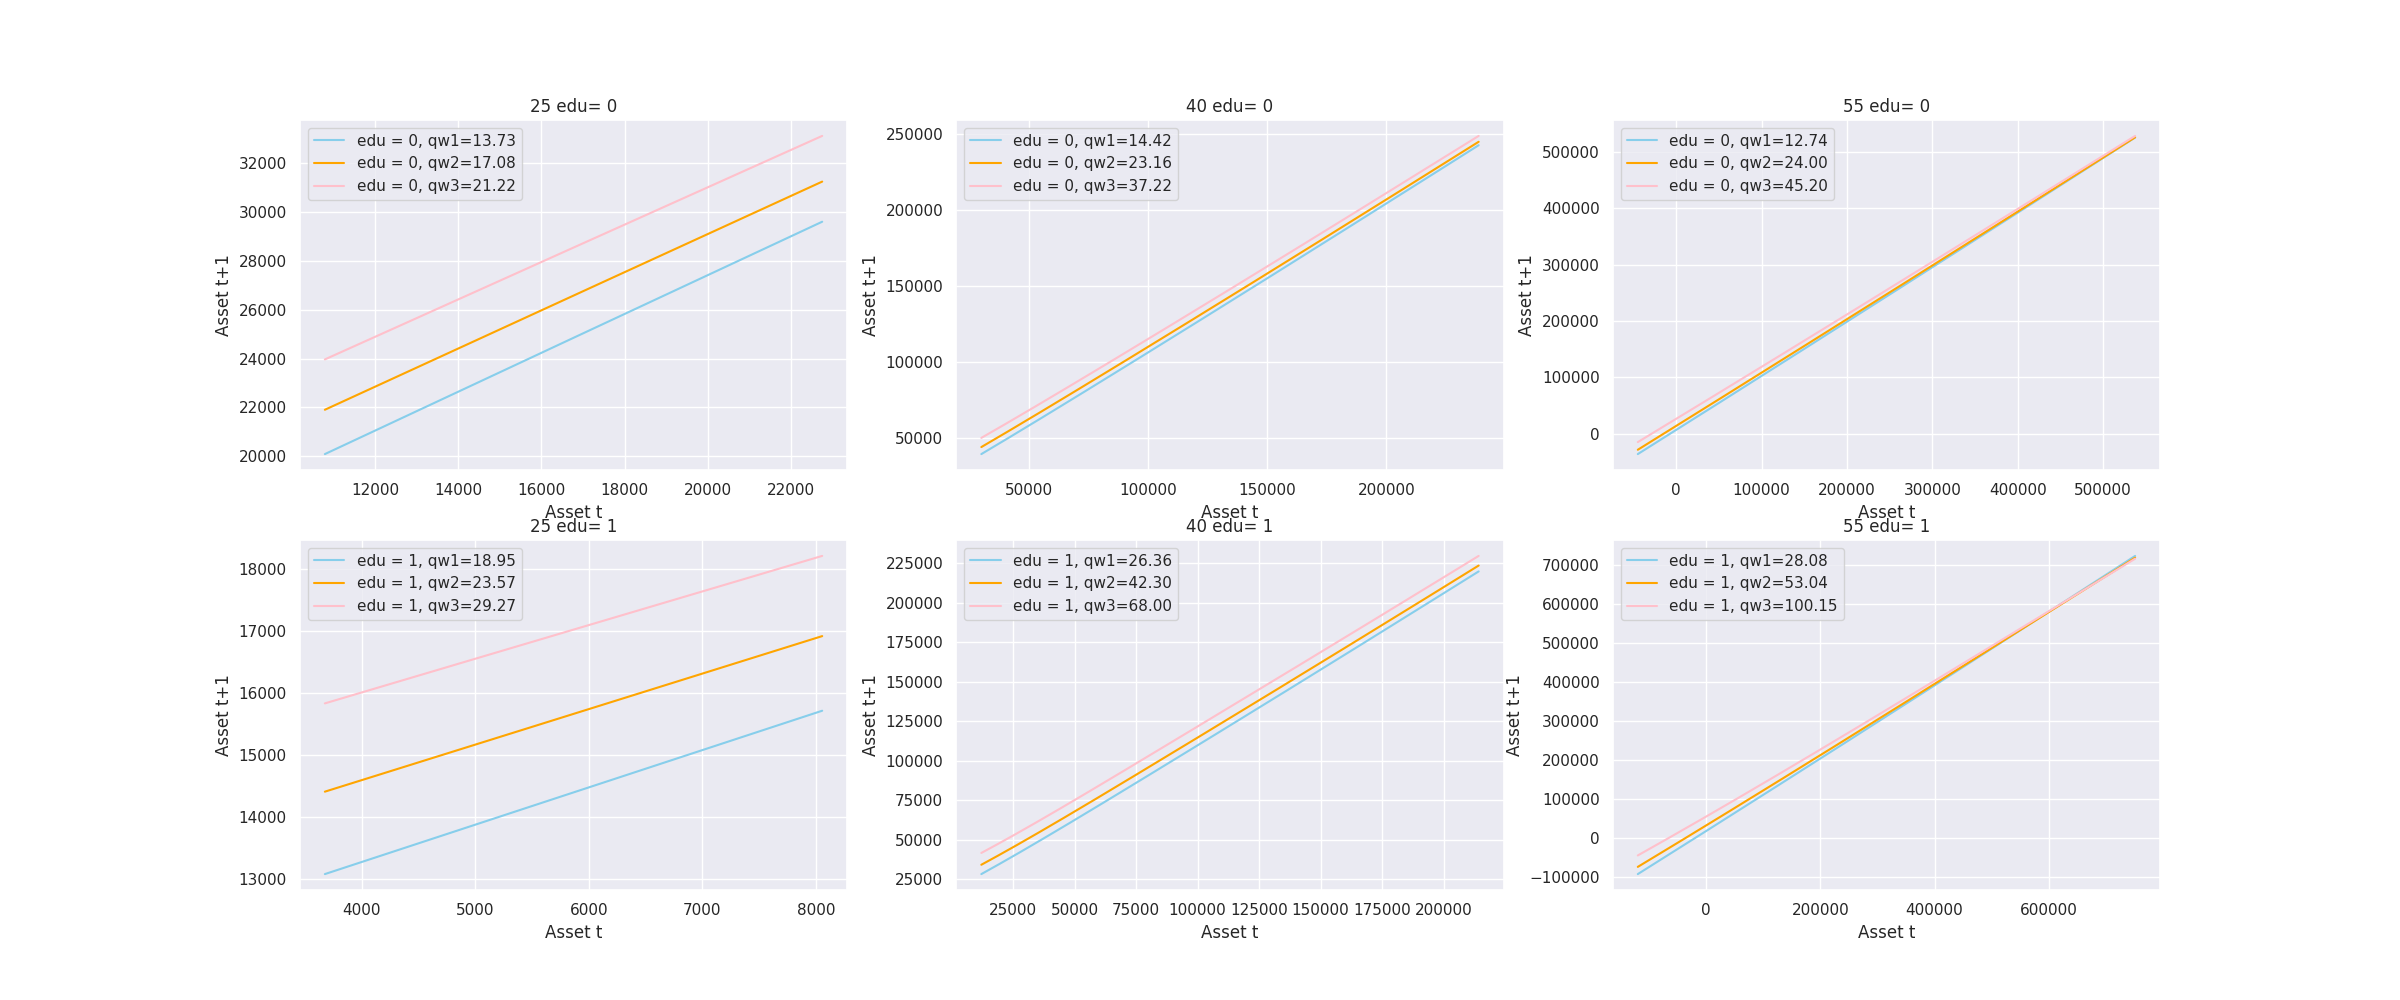 25 edu= 0
edu = 0, qw1=13.73
edu = 0, qw2=17.08
edu = 0, qw3=21.22
32000
30000
28000
26000
24000
22000
20000
Asset t+1
12000 14000 16000 18000 20000 22000
Asset t
40 edu= 0
edu = 0, qw1=14.42
edu = 0, qw2=23.16
edu = 0, qw3=37.22
250000
200000
150000
100000
50000
Asset t+1
50000 100000 150000 200000
Asset t
55 edu= 0
edu = 0, qw1=12.74
edu = 0, qw2=24.00
edu = 0, qw3=45.20
500000
400000
300000
200000
100000
0
Asset t+1
0 100000 200000 300000 400000 500000
Asset t
25 edu= 1
edu = 1, qw1=18.95
edu = 1, qw2=23.57
edu = 1, qw3=29.27
18000
17000
16000
15000
14000
13000
Asset t+1
4000 5000 6000 7000 8000
Asset t
40 edu= 1
edu = 1, qw1=26.36
edu = 1, qw2=42.30
edu = 1, qw3=68.00
225000
200000
175000
150000
125000
100000
75000
50000
25000
Asset t+1
25000 50000 75000 100000 125000 150000 175000 200000
Asset t
55 edu= 1
edu = 1, qw1=28.08
edu = 1, qw2=53.04
edu = 1, qw3=100.15
700000
600000
500000
400000
300000
200000
100000
0
−100000
Asset t+1
0 200000 400000 600000
Asset t